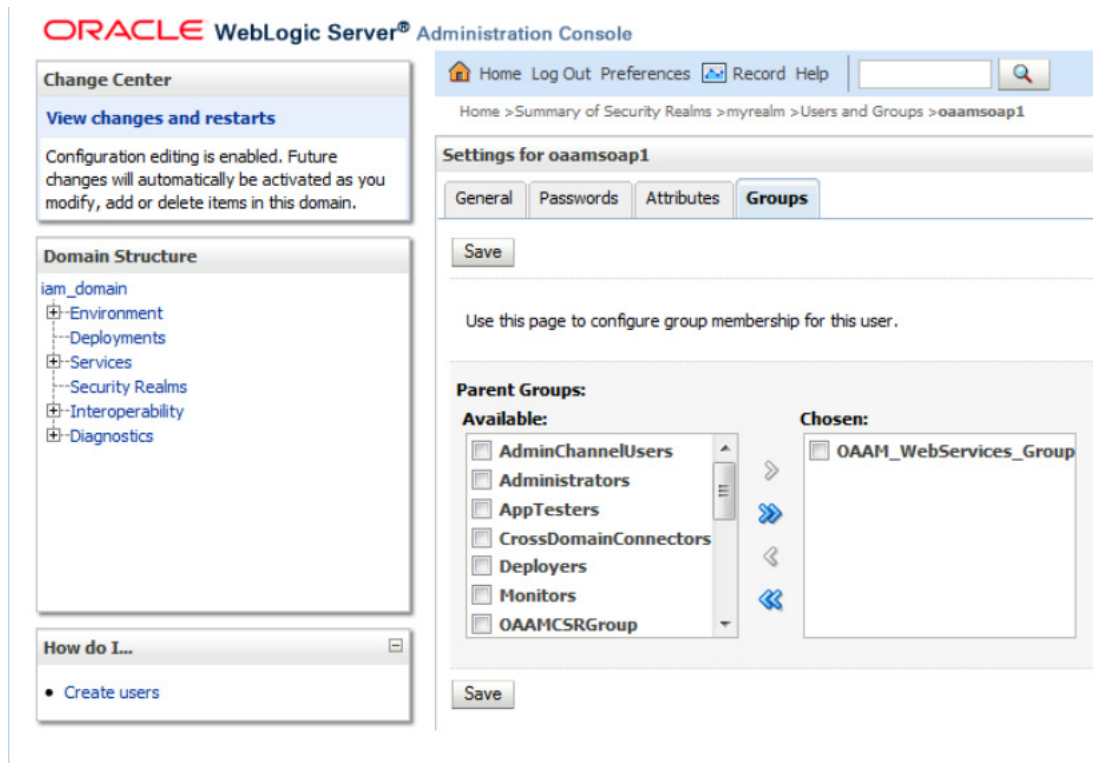 ORACLE WebLogic Server® Administration Console
Change Center
View changes and restarts
Configuration editing is enabled. Future
changes will automatically be activated as you
modify, add or delete items in this domain.
Domain Structure
iam_domain
Environment
Deployments
Services
Security Realms
Interoperability
Diagnostics
How do I...
Create users
Home Log Out Preferences Record Help
Home >Summary of Security Realms >myrealm >Users and Groups >oaamsoap1
Settings for oaamsoap1
General Passwords Attributes Groups
Save
Use this page to configure group membership for this user.
Parent Groups:
Available:
AdminChannelUsers
Administrators
AppTesters
CrossDomainConnectors
Deployers
Monitors
OAAMCSRGroup
Chosen:
OAAM_WebServices_Group
Save